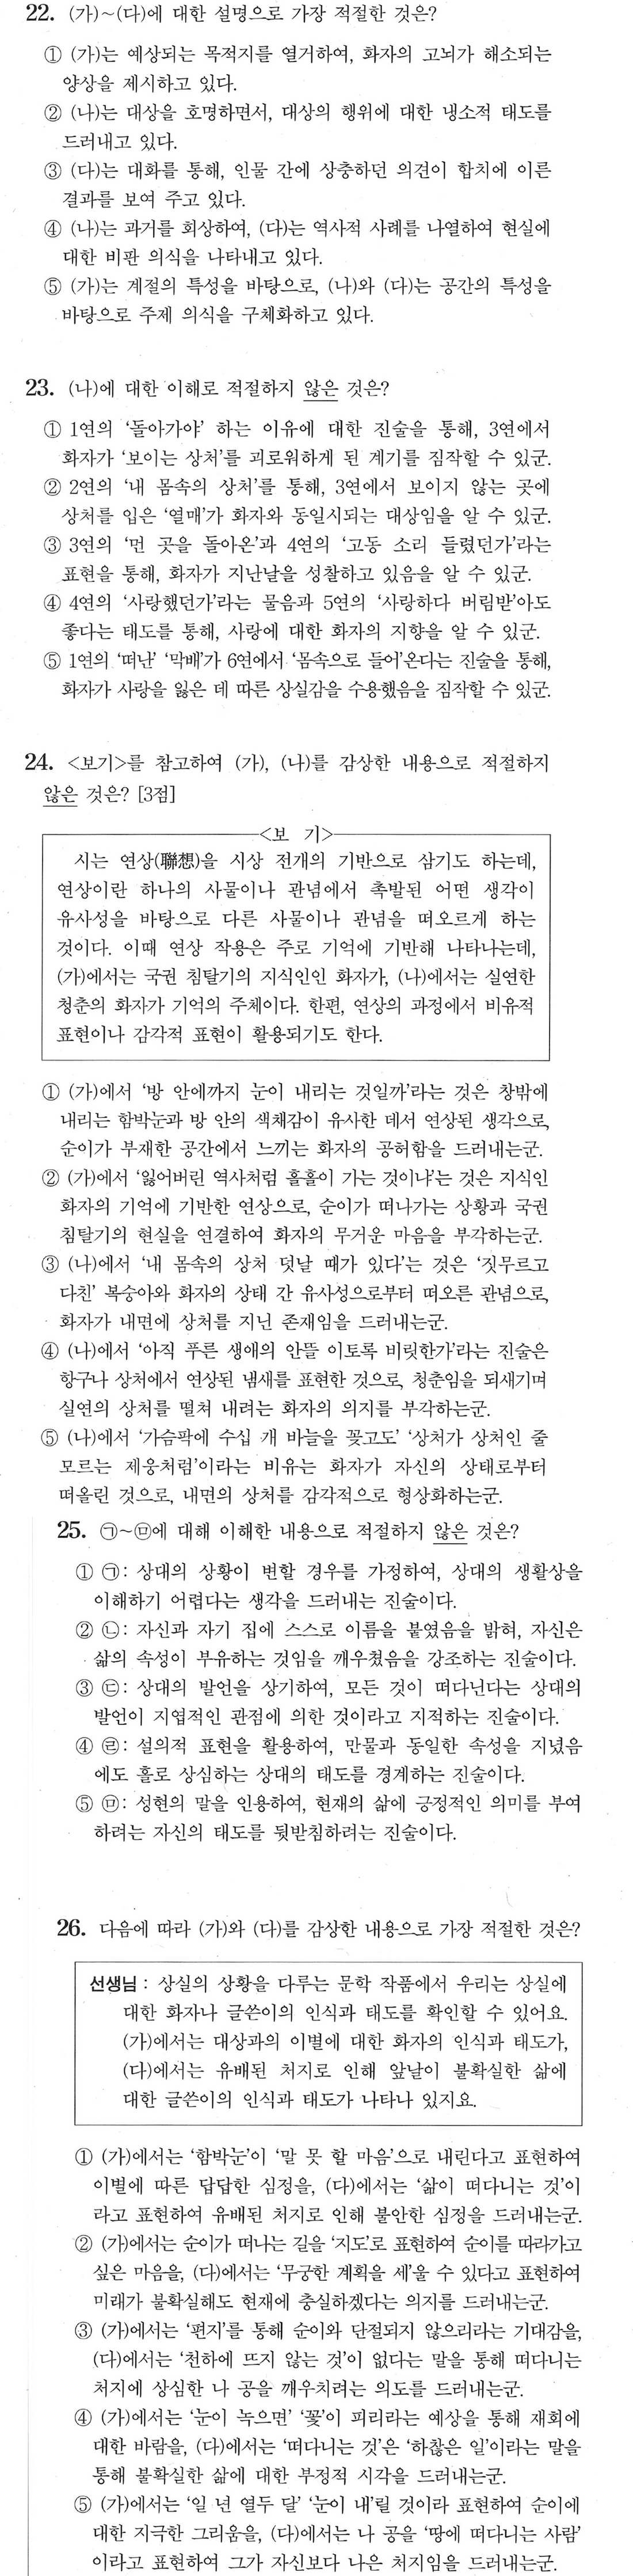 22. (가)~(다)에 대한 설명으로 가장 적절한 것은?
① (가)는 예상되는 목적지를 열거하여, 화자의 고뇌가 해소되는
양상을 제시하고 있다.
② (나)는 대상을 호명하면서, 대상의 행위에 대한 냉소적 태도를
드러내고 있다.
③ (다)는 대화를 통해, 인물 간에 상충하던 의견이 합치에 이른
결과를 보여 주고 있다.
④ (나)는 과거를 회상하여, (다)는 역사적 사례를 나열하여 현실에
대한 비판 의식을 나타내고 있다.
⑤ (가)는 계절의 특성을 바탕으로, (나)와 (다)는 공간의 특성을
바탕으로 주제 의식을 구체화하고 있다.
23. (나)에 대한 이해로 적절하지 않은 것은?
① 1연의 ‘돌아가야’ 하는 이유에 대한 진술을 통해, 3연에서
화자가 ‘보이는 상처’를 괴로워하게 된 계기를 짐작할 수 있군.
② 2연의 ‘내 몸속의 상처’를 통해, 3연에서 보이지 않는 곳에
상처를 입은 ‘열매’가 화자와 동일시되는 대상임을 알 수 있군.
③ 3연의 ‘먼 곳을 돌아온’과 4연의 ‘고동 소리 들렸던가’라는
표현을 통해, 화자가 지난날을 성찰하고 있음을 알 수 있군.
④ 4연의 ‘사랑했던가’라는 물음과 5연의 ‘사랑하다 버림받’아도
좋다는 태도를 통해, 사랑에 대한 화자의 지향을 알 수 있군.
⑤ 1연의 ‘떠난’ ‘막배’가 6연에서 ‘몸속으로 들어’온다는 진술을 통해,
화자가 사랑을 잃은 데 따른 상실감을 수용했음을 짐작할 수 있군.
24. <보기>를 참고하여 (가), (나)를 감상한 내용으로 적절하지
않은 것은? [3점]
<보 기>
시는 연상(聯想)을 시상 전개의 기반으로 삼기도 하는데,
연상이란 하나의 사물이나 관념에서 촉발된 어떤 생각이
유사성을 바탕으로 다른 사물이나 관념을 떠오르게 하는
것이다. 이때 연상 작용은 주로 기억에 기반해 나타나는데,
(가)에서는 국권 침탈기의 지식인인 화자가, (나)에서는 실연한
청춘의 화자가 기억의 주체이다. 한편, 연상의 과정에서 비유적
표현이나 감각적 표현이 활용되기도 한다.
① (가)에서 ‘방 안에까지 눈이 내리는 것일까’라는 것은 창밖에
내리는 함박눈과 방 안의 색채감이 유사한 데서 연상된 생각으로,
순이가 부재한 공간에서 느끼는 화자의 공허함을 드러내는군.
② (가)에서 ‘잃어버린 역사처럼 홀홀이 가는 것이냐’는 것은 지식인
화자의 기억에 기반한 연상으로, 순이가 떠나가는 상황과 국권
침탈기의 현실을 연결하여 화자의 무거운 마음을 부각하는군.
③ (나)에서 ‘내 몸속의 상처 덧날 때가 있다’는 것은 ‘짓무르고
다친’ 복숭아와 화자의 상태 간 유사성으로부터 떠오른 관념으로,
화자가 내면에 상처를 지닌 존재임을 드러내는군.
④ (나)에서 ‘아직 푸른 생애의 안뜰 이토록 비릿한가’라는 진술은
항구나 상처에서 연상된 냄새를 표현한 것으로, 청춘임을 되새기며
실연의 상처를 떨쳐 내려는 화자의 의지를 부각하는군.
⑤ (나)에서 ‘가슴팍에 수십 개 바늘을 꽂고도’ ‘상처가 상처인 줄
모르는 제웅처럼’이라는 비유는 화자가 자신의 상태로부터
떠올린 것으로, 내면의 상처를 감각적으로 형상화하는군.
25. ㉠~㉤에 대해 이해한 내용으로 적절하지 않은 것은?
① ㉠: 상대의 상황이 변할 경우를 가정하여, 상대의 생활상을
이해하기 어렵다는 생각을 드러내는 진술이다.
② ㉡: 자신과 자기 집에 스스로 이름을 붙였음을 밝혀, 자신은
삶의 속성이 부유하는 것임을 깨우쳤음을 강조하는 진술이다.
③ ㉢: 상대의 발언을 상기하여, 모든 것이 떠다닌다는 상대의
발언이 지엽적인 관점에 의한 것이라고 지적하는 진술이다.
④ ㉣: 설의적 표현을 활용하여, 만물과 동일한 속성을 지녔음
에도 홀로 상심하는 상대의 태도를 경계하는 진술이다.
⑤ ㉤: 성현의 말을 인용하여, 현재의 삶에 긍정적인 의미를 부여
하려는 자신의 태도를 뒷받침하려는 진술이다.
26. 다음에 따라 (가)와 (다)를 감상한 내용으로 가장 적절한 것은?
선생님 : 상실의 상황을 다루는 문학 작품에서 우리는 상실에
대한 화자나 글쓴이의 인식과 태도를 확인할 수 있어요.
(가)에서는 대상과의 이별에 대한 화자의 인식과 태도가,
(다)에서는 유배된 처지로 인해 앞날이 불확실한 삶에
대한 글쓴이의 인식과 태도가 나타나 있지요.
① (가)에서는 ‘함박눈’이 ‘말 못 할 마음’으로 내린다고 표현하여
이별에 따른 답답한 심정을, (다)에서는 ‘삶이 떠다니는 것’이
라고 표현하여 유배된 처지로 인해 불안한 심정을 드러내는군.
② (가)에서는 순이가 떠나는 길을 ‘지도’로 표현하여 순이를 따라가고
싶은 마음을, (다)에서는 ‘무궁한 계획을 세’울 수 있다고 표현하여
미래가 불확실해도 현재에 충실하겠다는 의지를 드러내는군.
③ (가)에서는 ‘편지’를 통해 순이와 단절되지 않으리라는 기대감을,
(다)에서는 ‘천하에 뜨지 않는 것’이 없다는 말을 통해 떠다니는
처지에 상심한 나 공을 깨우치려는 의도를 드러내는군.
④ (가)에서는 ‘눈이 녹으면’ ‘꽃’이 피리라는 예상을 통해 재회에
대한 바람을, (다)에서는 ‘떠다니는 것’은 ‘하찮은 일’이라는 말을
통해 불확실한 삶에 대한 부정적 시각을 드러내는군.
⑤ (가)에서는 ‘일 년 열두 달’ ‘눈이 내’릴 것이라 표현하여 순이에
대한 지극한 그리움을, (다)에서는 나 공을 ‘땅에 떠다니는 사람’
이라고 표현하여 그가 자신보다 나은 처지임을 드러내는군.